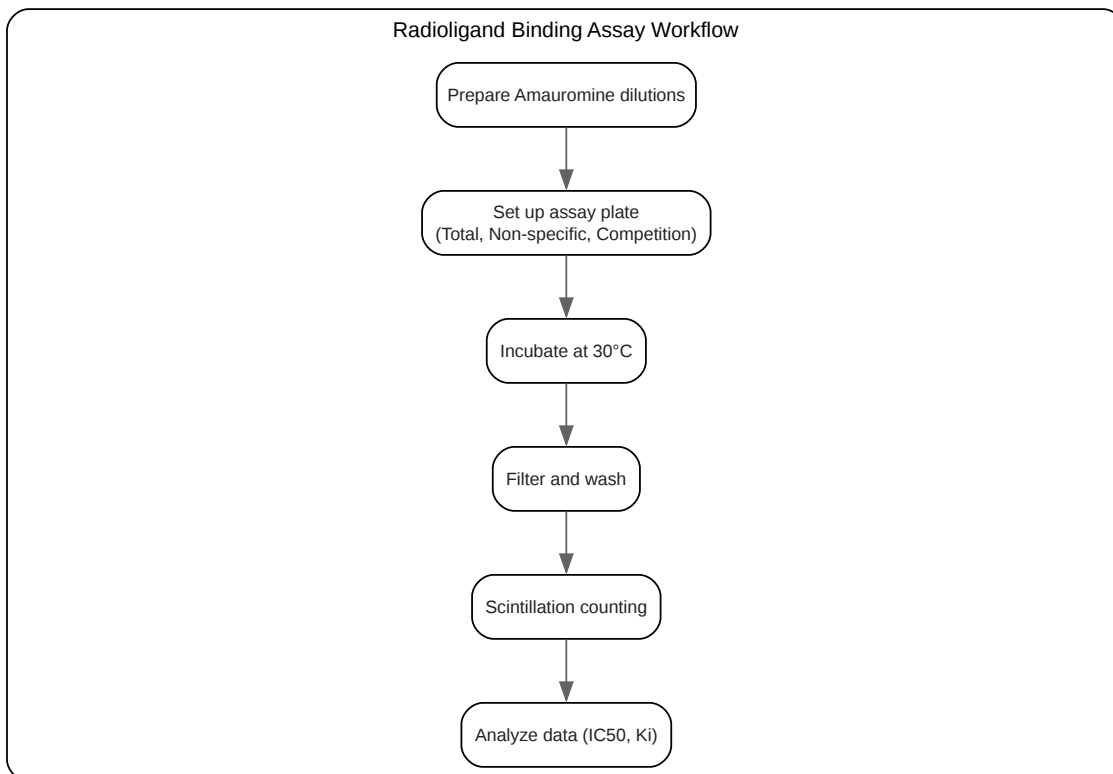 Radioligand Binding Assay Workflow
Prepare Amauromine dilutions
Set up assay plate
(Total, Non-specific, Competition)
Incubate at 30°C
Filter and wash
Scintillation counting
Analyze data (IC50, Ki)